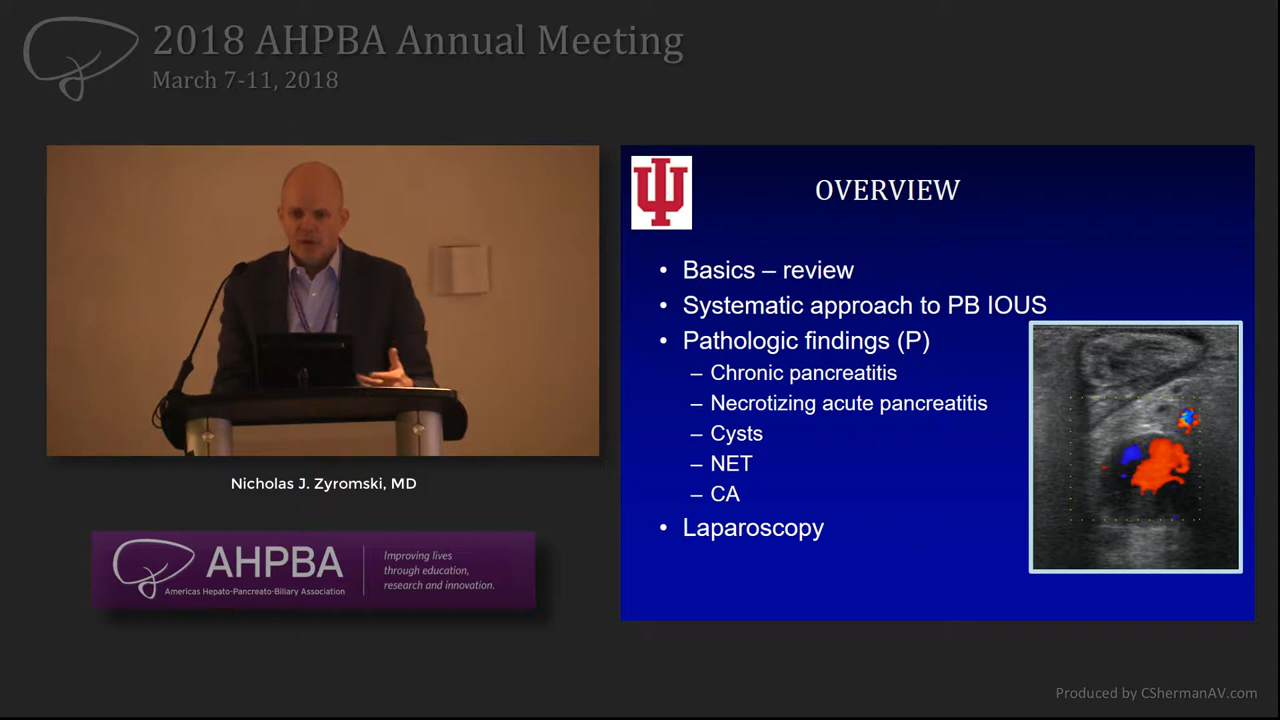 2018 AHPBA Annual Meeting
March 7-11, 2018
OVERVIEW
• Basics – review
• Systematic approach to PB IOUS
• Pathologic findings (P)
– Chronic pancreatitis
– Necrotizing acute pancreatitis
– Cysts
– NET
– CA
• Laparoscopy
Nicholas J. Zyromski, MD
AHPBA
Americas Hepato-Pancreato-Biliary Association
Improving lives
through education,
research and innovation.
Produced by CShermanAV.com